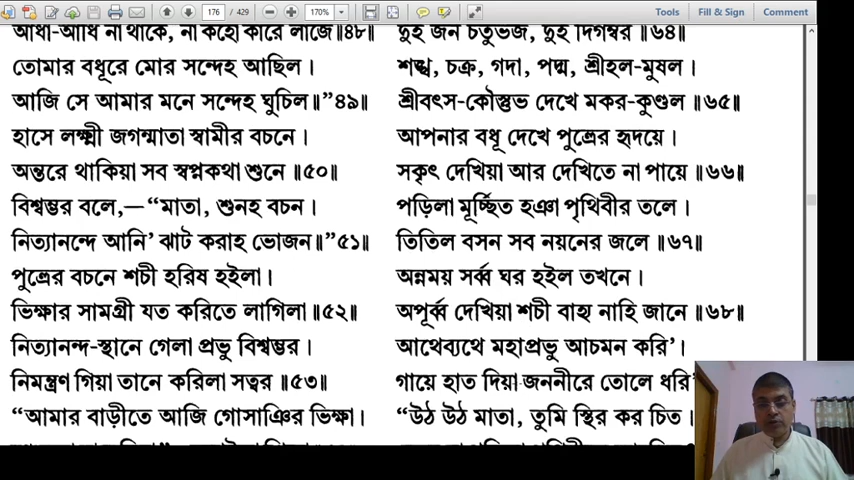 176 / 429
170%
Tools
Fill & Sign
Comment
আধা-আধি না থাকে, না কহো কারে লাজে॥৪৮॥
তোমার বধূরে মোর সন্দেহ আছিল।
আজি সে আমার মনে সন্দেহ ঘুচিল॥”৪৯॥
হাসে লক্ষ্মী জগন্মাতা স্বামীর বচনে।
অন্তরে থাকিয়া সব স্বপ্নকথা শুনে॥৫০॥
বিশ্বম্ভর বলে,—“মাতা, শুনহ বচন।
নিত্যানন্দে আনি’ ঝাট করাহ ভোজন॥”৫১॥
পুত্রের বচনে শচী হরিষ হইলা।
ভিক্ষার সামগ্রী যত করিতে লাগিলা॥৫২॥
নিত্যানন্দ-স্থানে গেলা প্রভু বিশ্বম্ভর।
নিমন্ত্রণ গিয়া তানে করিলা সত্বর॥৫৩॥
“আমার বাড়ীতে আজি গোসাঞির ভিক্ষা।
দুই জন চতুর্ভুজ, দুই দিগম্বর॥৬৪॥
শঙ্খ, চক্র, গদা, পদ্ম, শ্রীহল-মুষল।
শ্রীবৎস-কৌস্তুভ দেখে মকর-কুণ্ডল॥৬৫॥
আপনার বধূ দেখে পুত্রের হৃদয়ে।
সকৃৎ দেখিয়া আর দেখিতে না পায়ে॥৬৬॥
পড়িলা মূর্চ্ছিত হঞা পৃথিবীর তলে।
তিতিল বসন সব নয়নের জলে॥৬৭॥
অন্নময় সর্ব্ব ঘর হইল তখনে।
অপূর্ব্ব দেখিয়া শচী বাহ্য নাহি জানে॥৬৮॥
আথেব্যথে মহাপ্রভু আচমন করি’।
গায়ে হাত দিয়া জননীরে তোলে ধরি’
“উঠ উঠ মাতা, তুমি স্থির কর চিত।